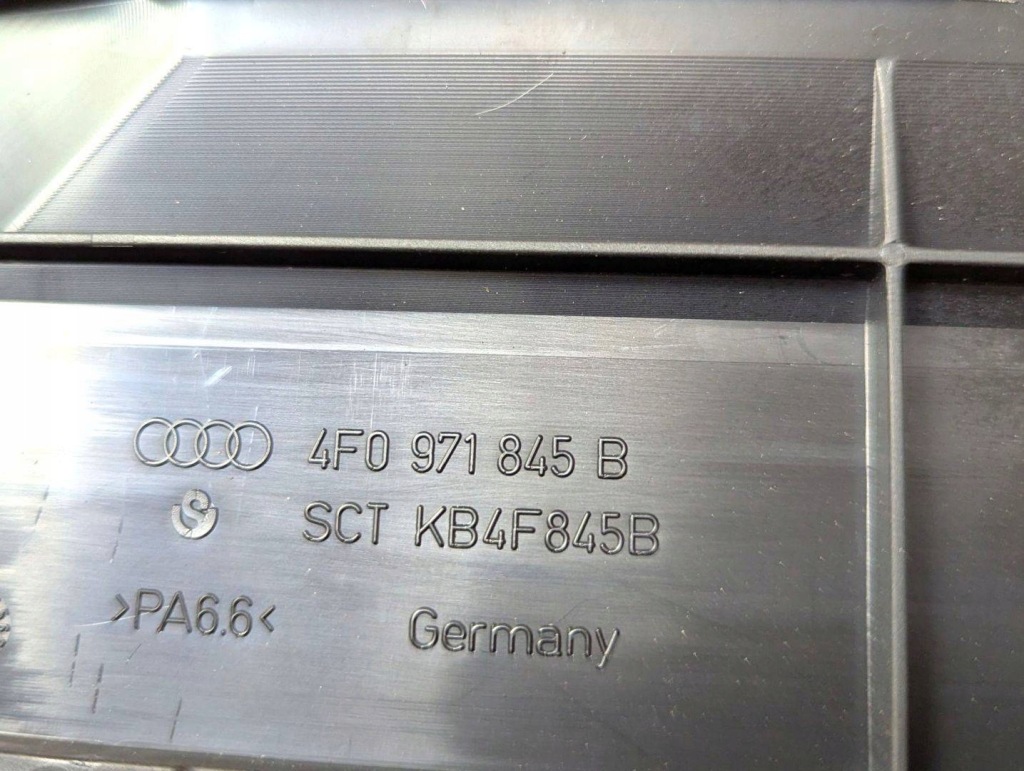 4F0 971 845 B
S SCT KB4F845B
>PA6.6< Germany